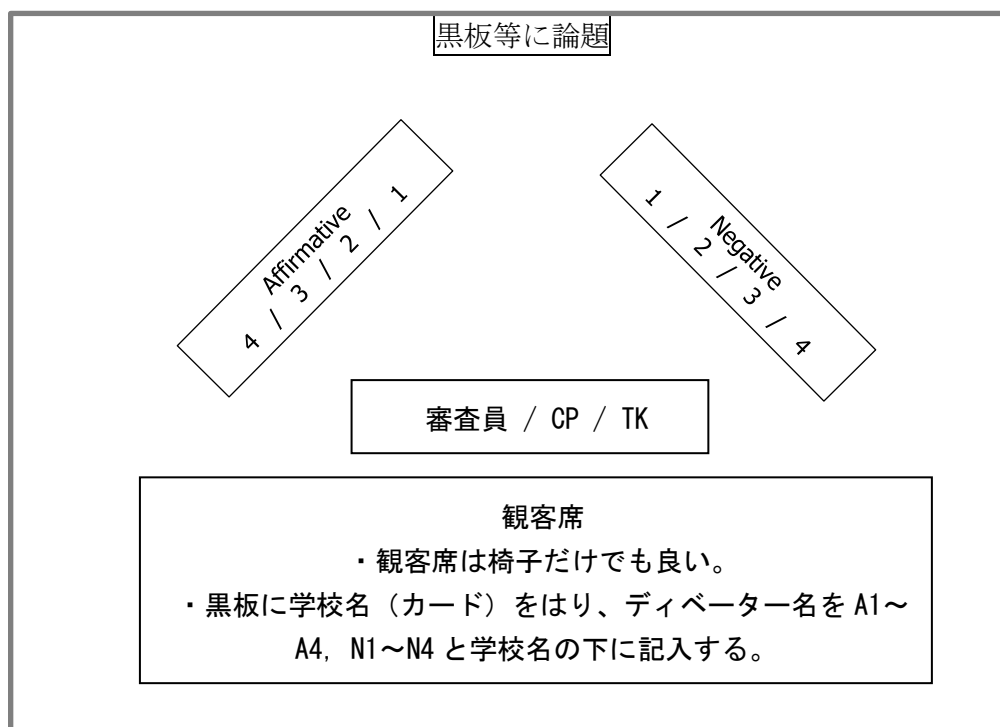 黒板等に論題
Affirmative
4 / 3 / 2 / 1
Negative
1 / 2 / 3 / 4
審査員 / CP / TK
観客席
・観客席は椅子だけでも良い。
・黒板に学校名（カード）をはり、ディベーター名を A1～
A4, N1～N4 と学校名の下に記入する。